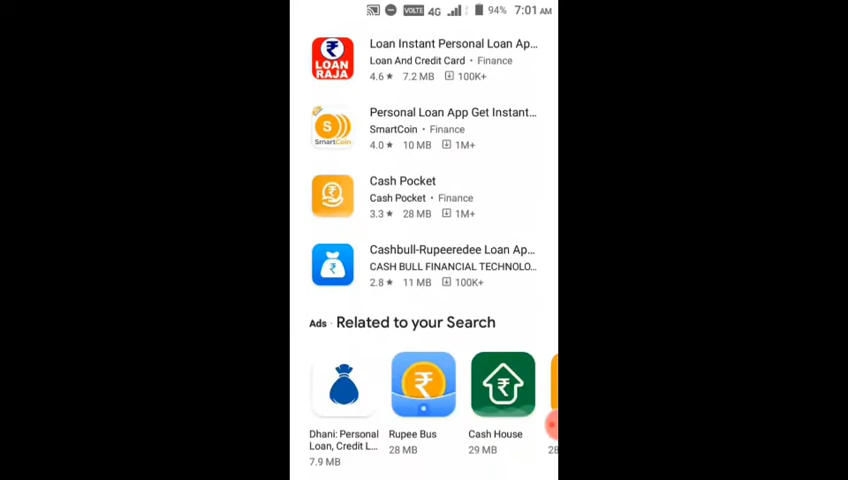 VOLTE 4G 94% 7:01 AM
Loan Instant Personal Loan Ap...
LOAN
RAJA
Loan And Credit Card • Finance
4.6 ★ 7.2 MB 100K+
Personal Loan App Get Instant...
S
SmartCoin
SmartCoin • Finance
4.0 ★ 10 MB 1M+
Cash Pocket
Cash Pocket • Finance
3.3 ★ 28 MB 1M+
Cashbull-Rupeeredee Loan Ap...
CASH BULL FINANCIAL TECHNOLO...
2.8 ★ 11 MB 100K+
Ads · Related to your Search
Dhani: Personal
Loan, Credit L...
7.9 MB
Rupee Bus
28 MB
Cash House
29 MB
28